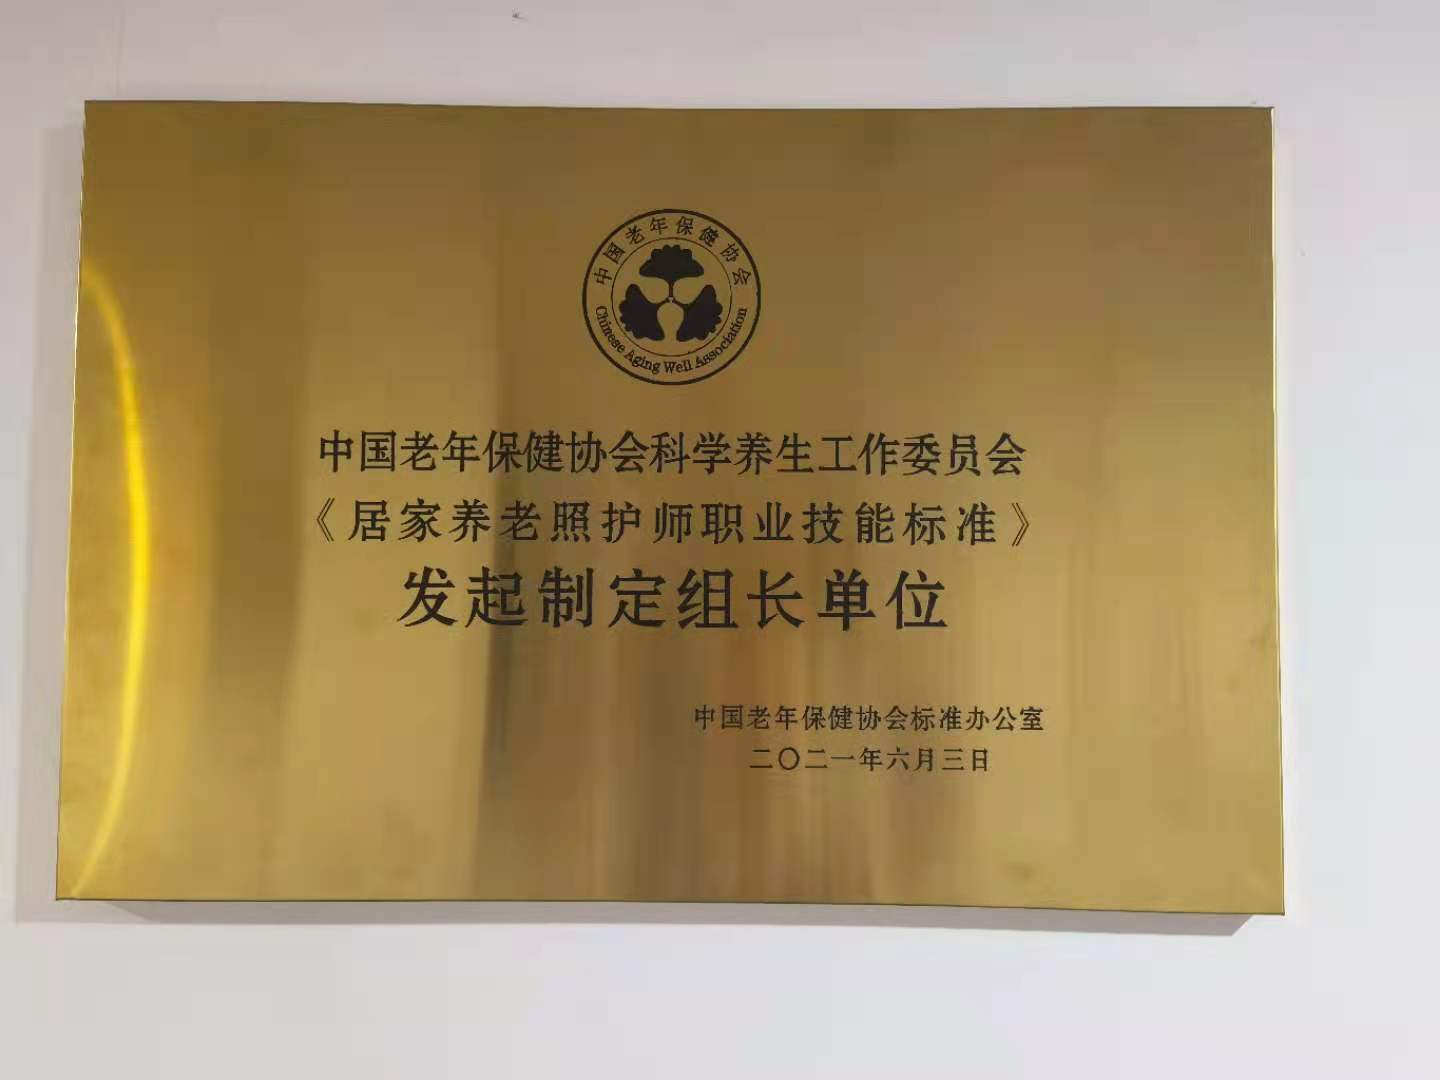 中国老年保健协会
Chinese Aging Well Association
中国老年保健协会科学养生工作委员会
《居家养老照护师职业技能标准》
发起制定组长单位
中国老年保健协会标准办公室
二〇二一年六月三日